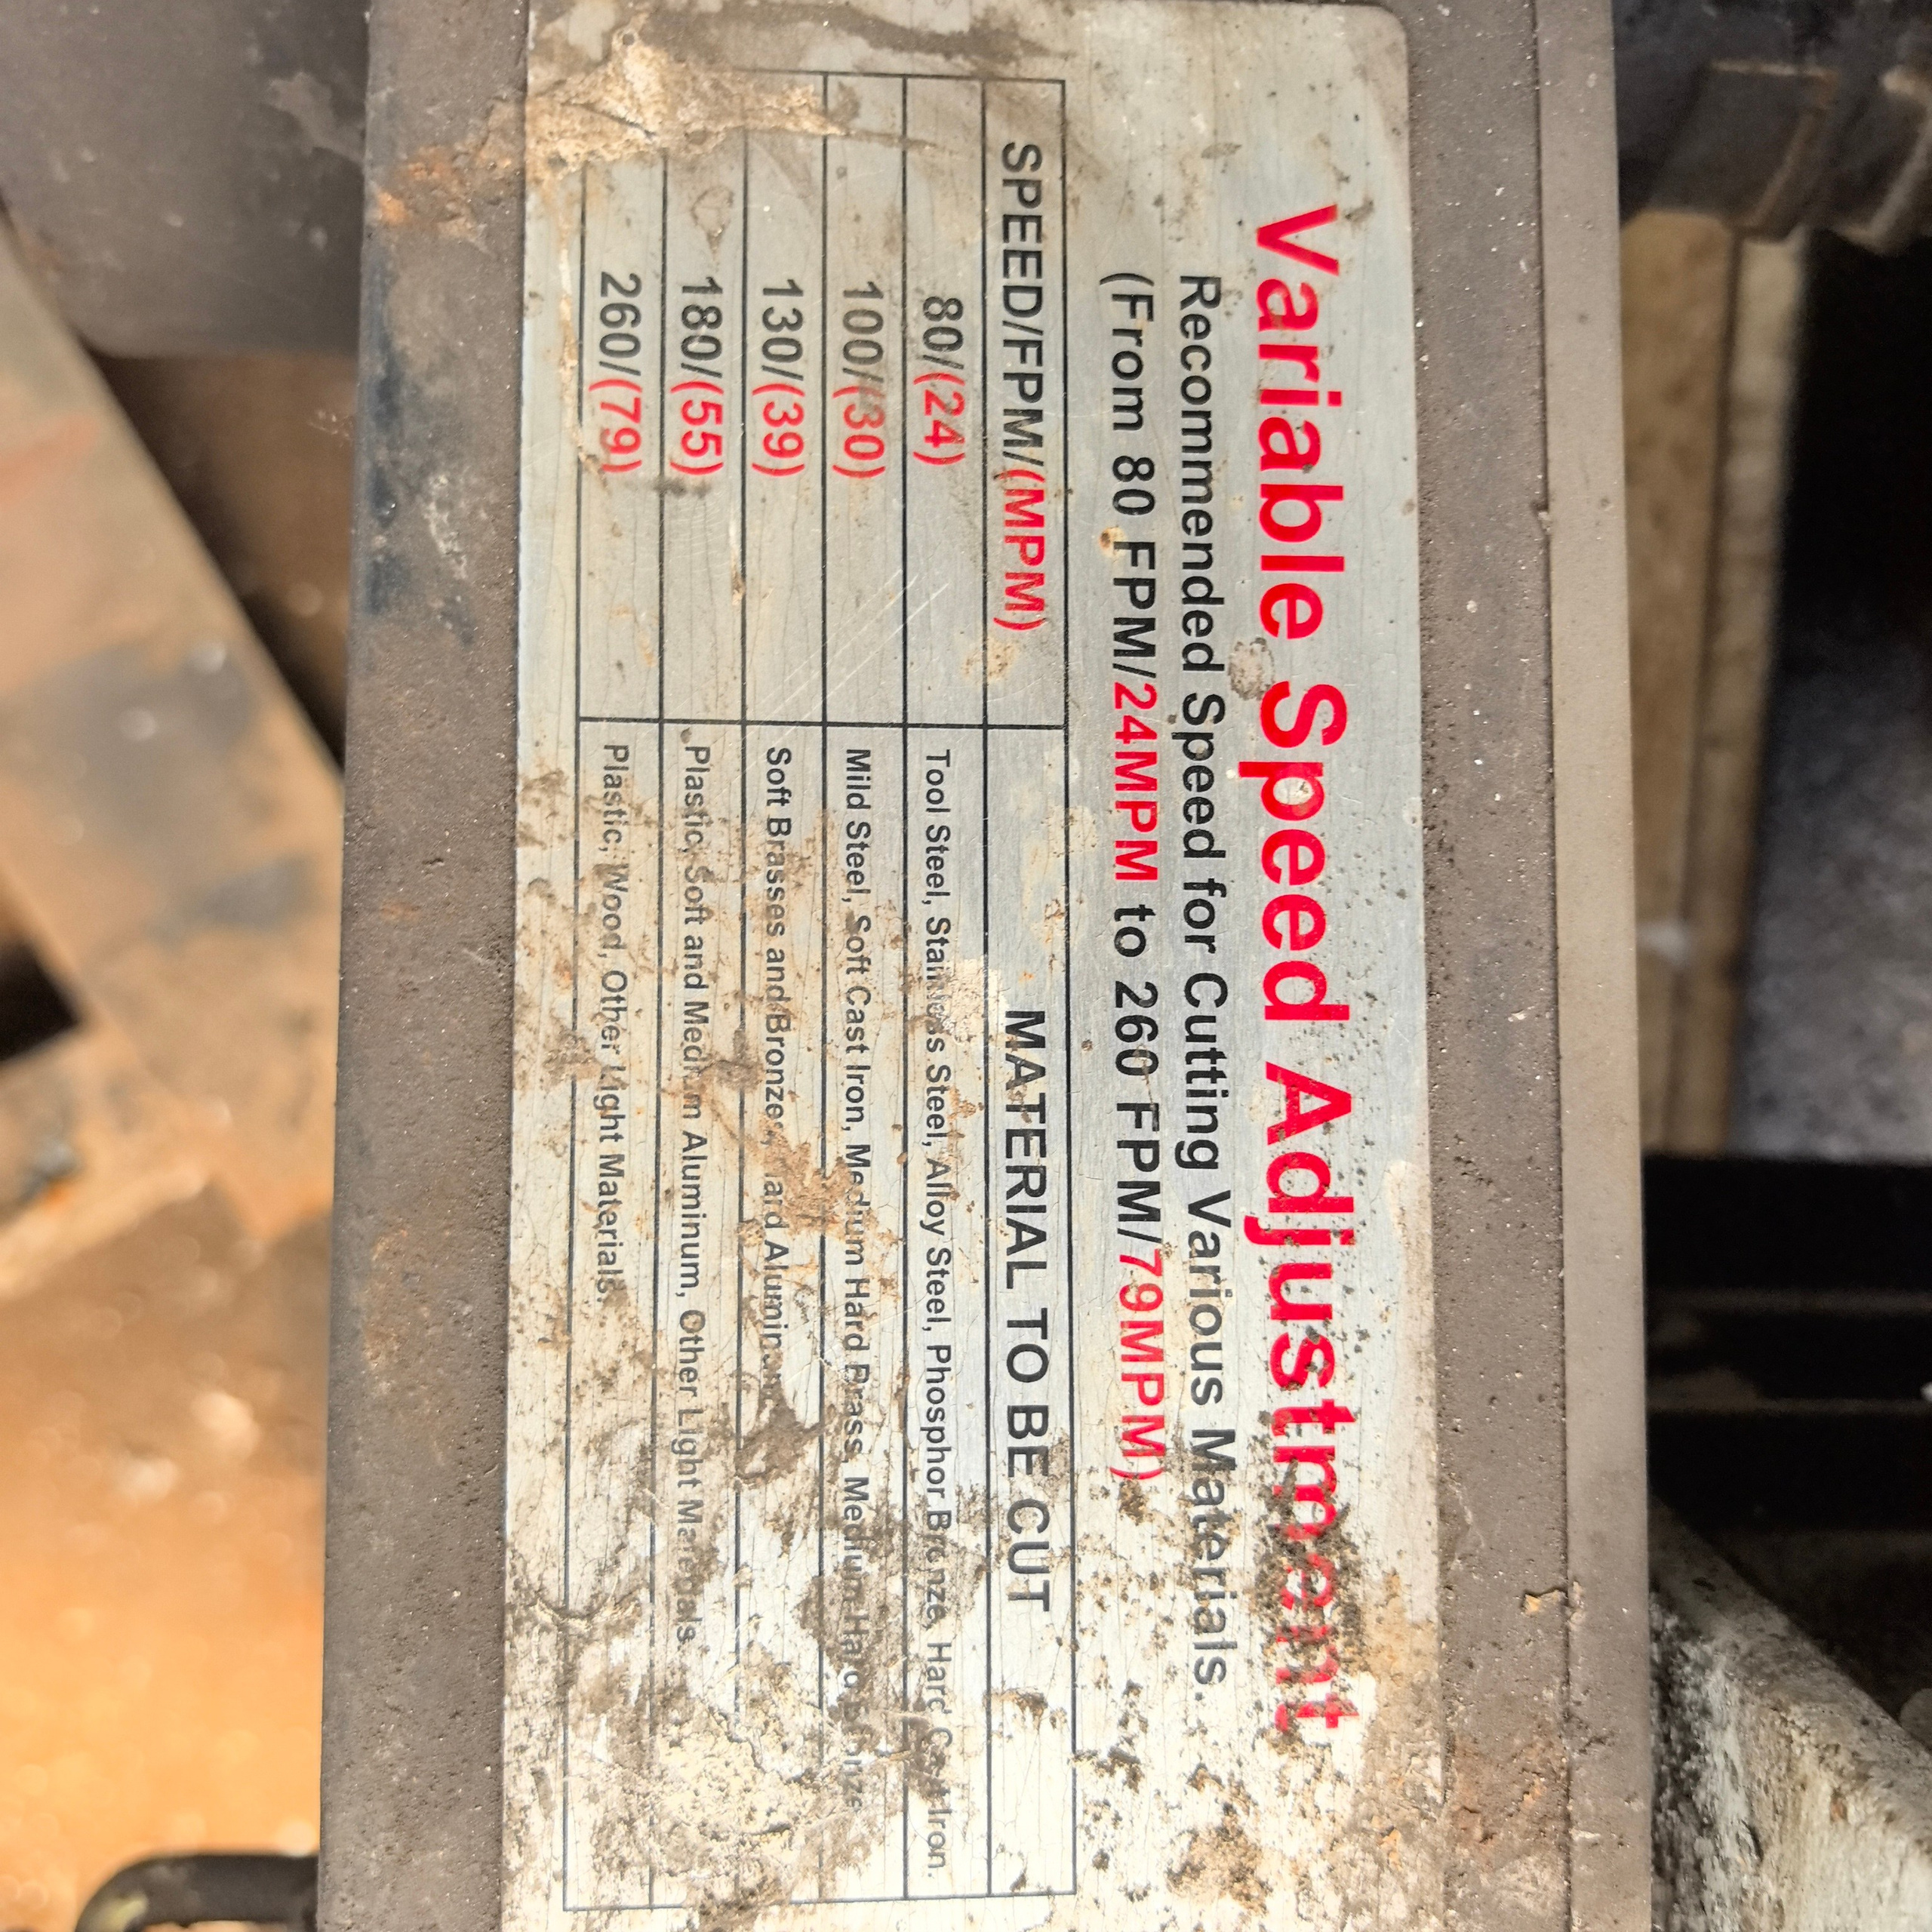 Variable Speed Adjustment
Recommended Speed for Cutting Various Materials.
(From 80 FPM/24MPM to 260 FPM/79MPM)
SPEED/FPM/(MPM) MATERIAL TO BE CUT
80/(24) Tool Steel, Stainless Steel, Alloy Steel, Phosphor Bronze, Hard Cast Iron.
100/(30) Mild Steel, Soft Cast Iron, Medium Hard Brass, Medium Hard Bronze
130/(39) Soft Brasses and Bronzes, Hard Aluminum
180/(55) Plastic, Soft and Medium Aluminum, Other Light Materials
260/(79) Plastic, Wood, Other Light Materials.